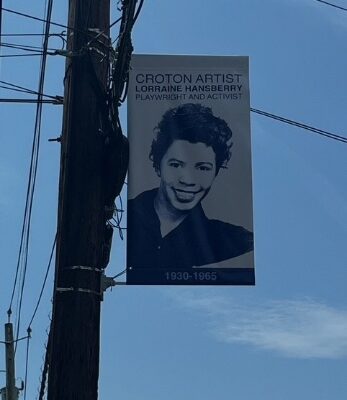 CROTON ARTIST
LORRAINE HANSBERRY
PLAYWRIGHT AND ACTIVIST
1930-1965